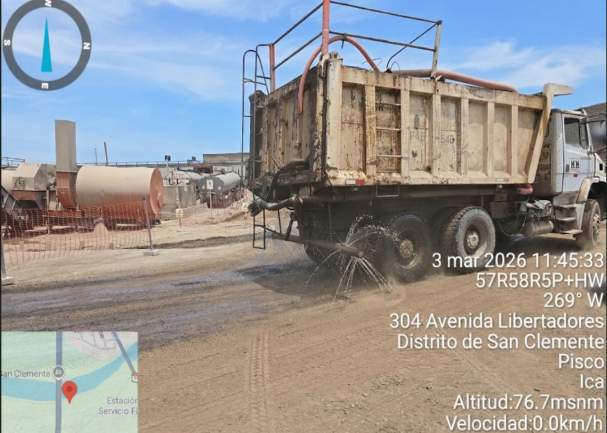 N
S
E
3 mar 2026 11:45:33
57R58R5P+HW
269° W
304 Avenida Libertadores
Distrito de San Clemente
Pisco
Ica
Altitud:76.7msnm
Velocidad:0.0km/h
San Clemente
Estación
Servicio F